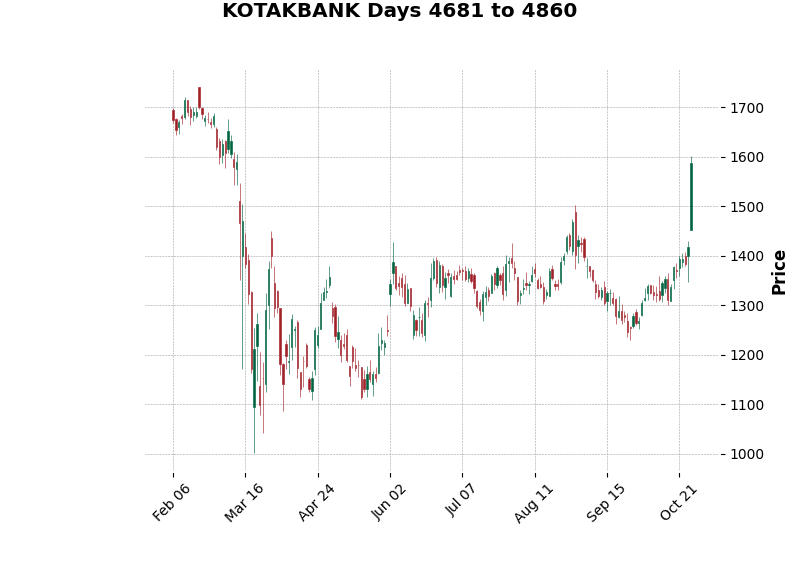 KOTAKBANK Days 4681 to 4860
1700
1600
1500
1400
1300
1200
1100
1000
Price
Feb 06
Mar 16
Apr 24
Jun 02
Jul 07
Aug 11
Sep 15
Oct 21